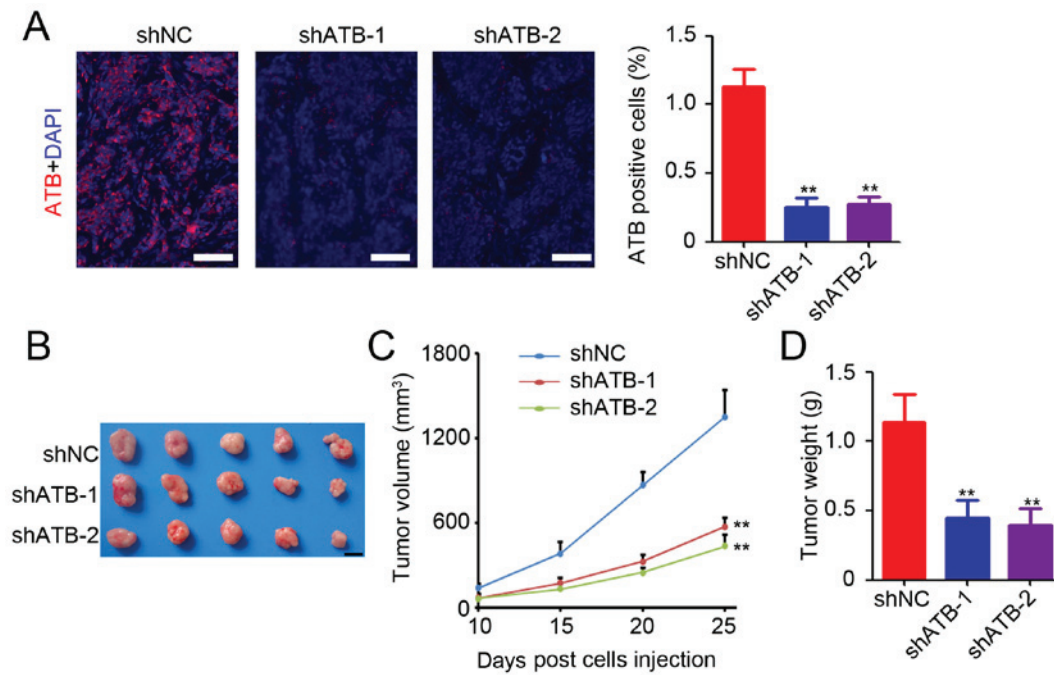 A
shNC
shATB-1
shATB-2
ATB+DAPI
ATB positive cells (%)
1.5
1.0
0.5
0
**
**
shNC
shATB-1
shATB-2
B
shNC
shATB-1
shATB-2
C
Tumor volume (mm³)
1800
1200
600
0
shNC
shATB-1
shATB-2
**
**
10
15
20
25
Days post cells injection
D
Tumor weight (g)
1.5
1.0
0.5
0
**
**
shNC
shATB-1
shATB-2